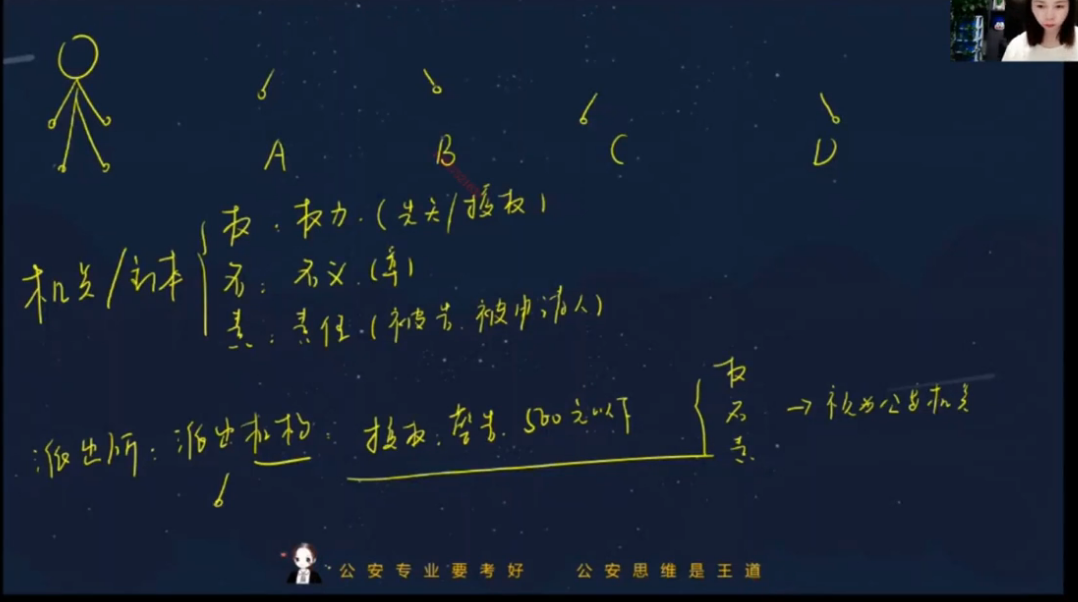 A B C D
权：权力.(先天/授权)
机关/主体
名：名义.(章)
责：责任.(被告.被申请人)
权
派出所：派出机构：授权：警告.500元以下
名 → 视为公安机关
责
公安专业要考好 公安思维是王道